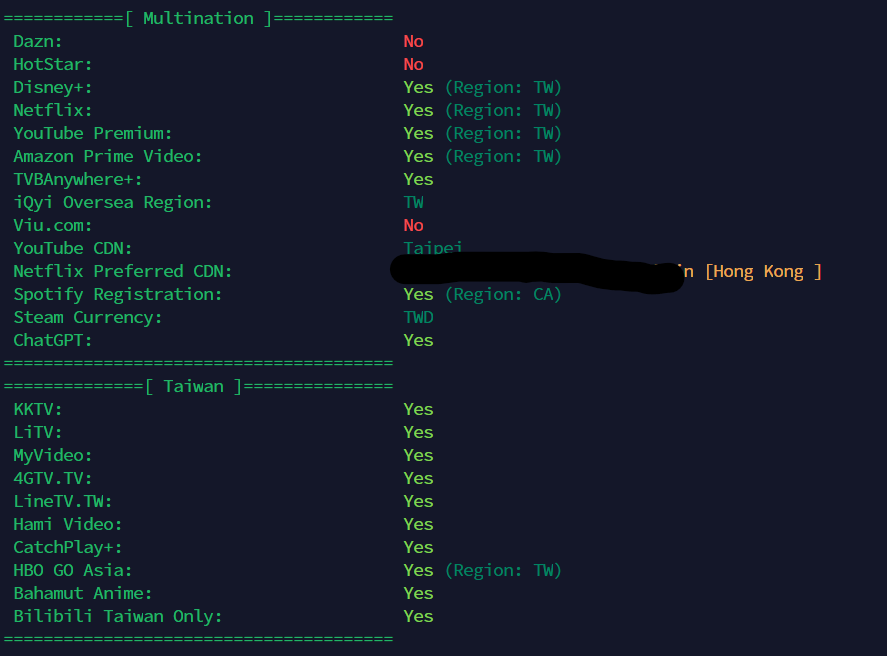 ============[ Multination ]============
Dazn: No
HotStar: No
Disney+: Yes (Region: TW)
Netflix: Yes (Region: TW)
YouTube Premium: Yes (Region: TW)
Amazon Prime Video: Yes (Region: TW)
TVBAnywhere+: Yes
iQyi Oversea Region: TW
Viu.com: No
YouTube CDN: Taipei
Netflix Preferred CDN: [Hong Kong ]
Spotify Registration: Yes (Region: CA)
Steam Currency: TWD
ChatGPT: Yes
=======================================
==============[ Taiwan ]===============
KKTV: Yes
LiTV: Yes
MyVideo: Yes
4GTV.TV: Yes
LineTV.TW: Yes
Hami Video: Yes
CatchPlay+: Yes
HBO GO Asia: Yes (Region: TW)
Bahamut Anime: Yes
Bilibili Taiwan Only: Yes
=======================================